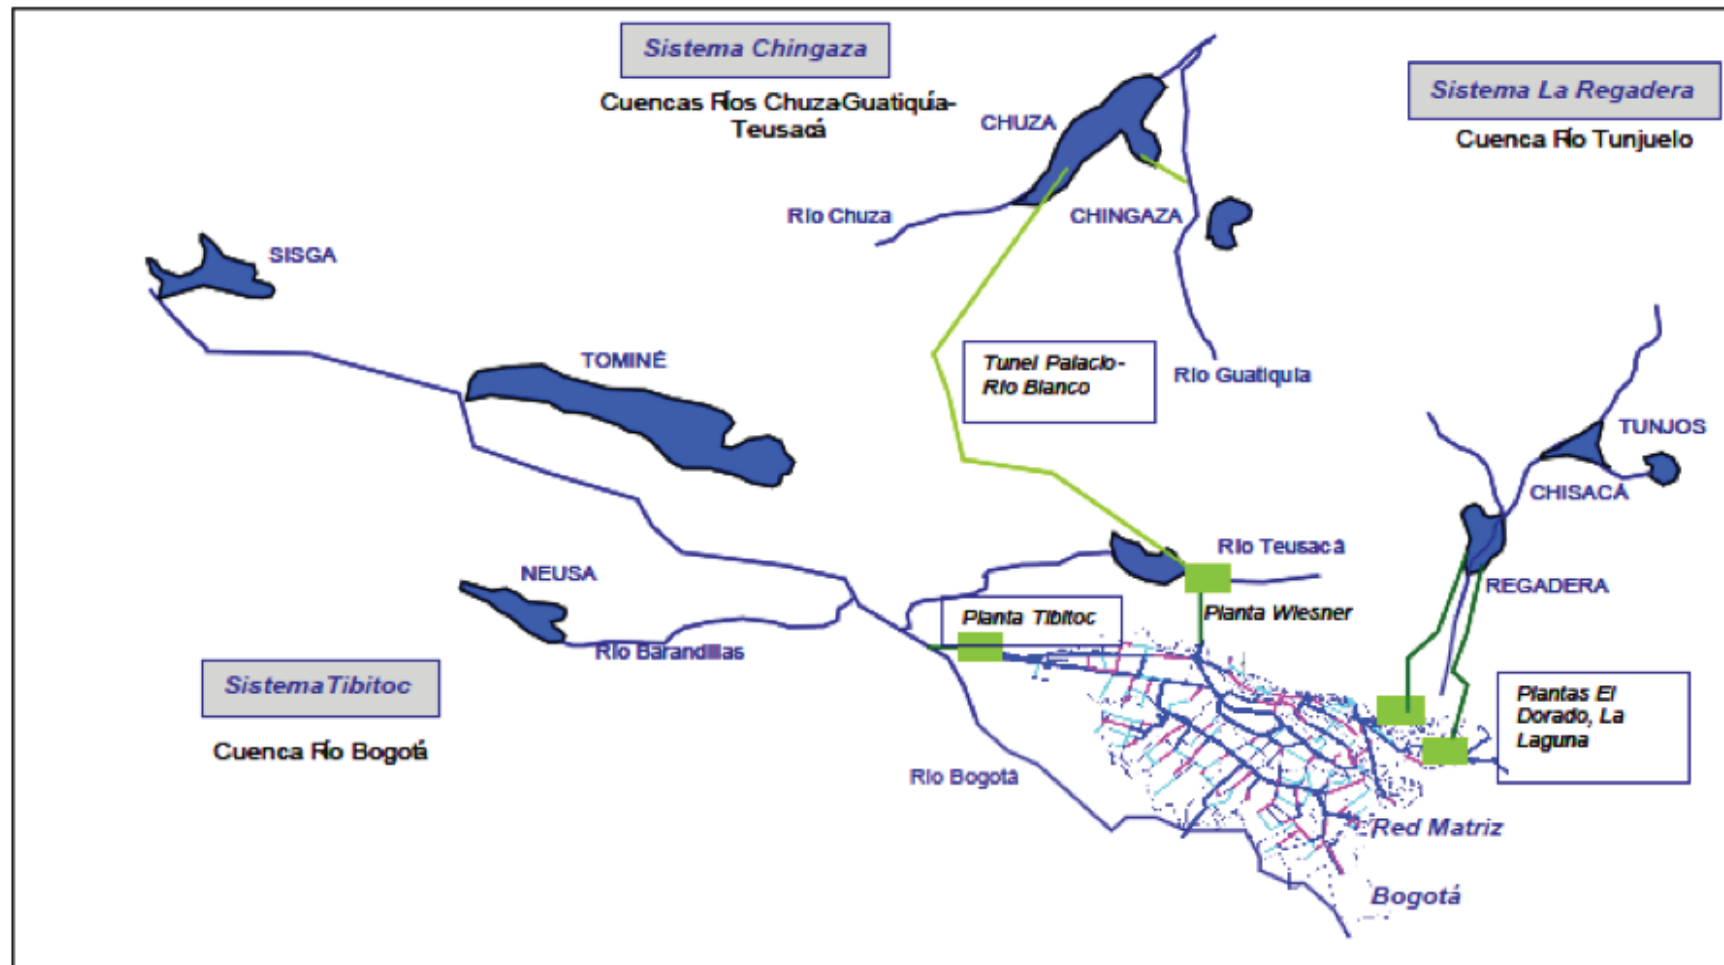 Sistema Chingaza
Cuencas Ríos Chuza-Guatiquía-
Teusacá
Sistema La Regadera
Cuenca Río Tunjuelo
CHUZA
Río Chuza
CHINGAZA
SISGA
TOMINÉ
Tunel Palacio-
Río Blanco
Río Guatiquia
TUNJOS
CHISACÁ
Río Teusacá
NEUSA
REGADERA
Planta Tibitoc
Planta Wiesner
Río Barandillas
Sistema Tibitoc
Cuenca Río Bogotá
Plantas El
Dorado, La
Laguna
Río Bogotá
Red Matriz
Bogotá